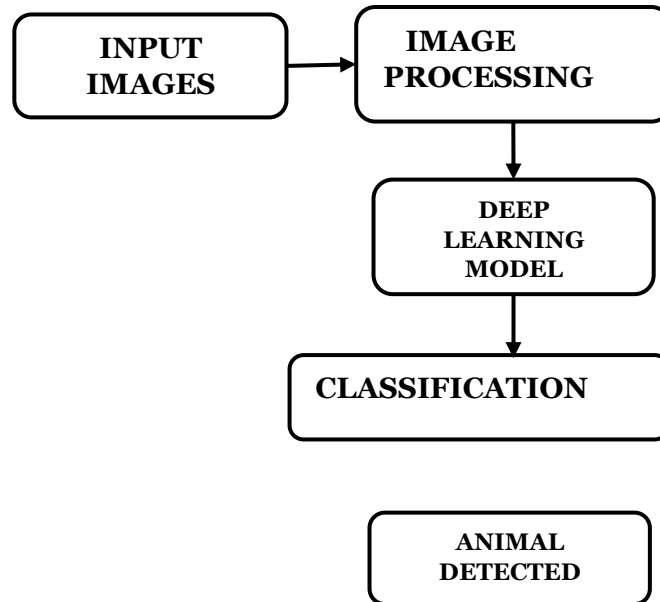 INPUT
IMAGES
IMAGE
PROCESSING
DEEP
LEARNING
MODEL
CLASSIFICATION
ANIMAL
DETECTED